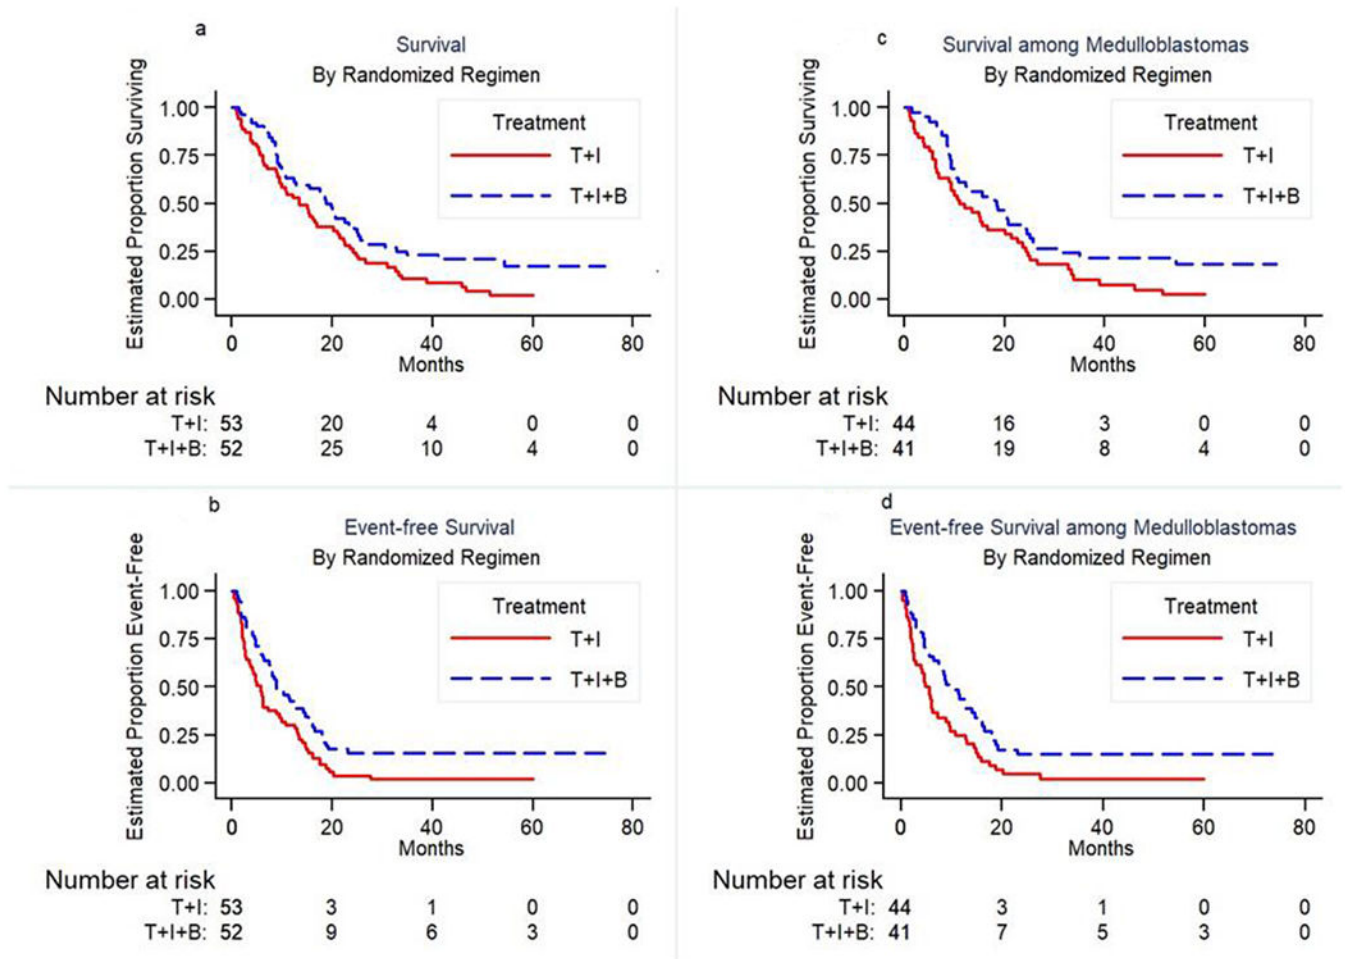 a
Survival
By Randomized Regimen
Estimated Proportion Surviving
1.00
0.75
0.50
0.25
0.00
Treatment
T+I
T+I+B
0 20 40 60 80
Months
Number at risk
T+I: 53 20 4 0 0
T+I+B: 52 25 10 4 0
c
Survival among Medulloblastomas
By Randomized Regimen
Estimated Proportion Surviving
1.00
0.75
0.50
0.25
0.00
Treatment
T+I
T+I+B
0 20 40 60 80
Months
Number at risk
T+I: 44 16 3 0 0
T+I+B: 41 19 8 4 0
b
Event-free Survival
By Randomized Regimen
Estimated Proportion Event-Free
1.00
0.75
0.50
0.25
0.00
Treatment
T+I
T+I+B
0 20 40 60 80
Months
Number at risk
T+I: 53 3 1 0 0
T+I+B: 52 9 6 3 0
d
Event-free Survival among Medulloblastomas
By Randomized Regimen
Estimated Proportion Event-Free
1.00
0.75
0.50
0.25
0.00
Treatment
T+I
T+I+B
0 20 40 60 80
Months
Number at risk
T+I: 44 3 1 0 0
T+I+B: 41 7 5 3 0